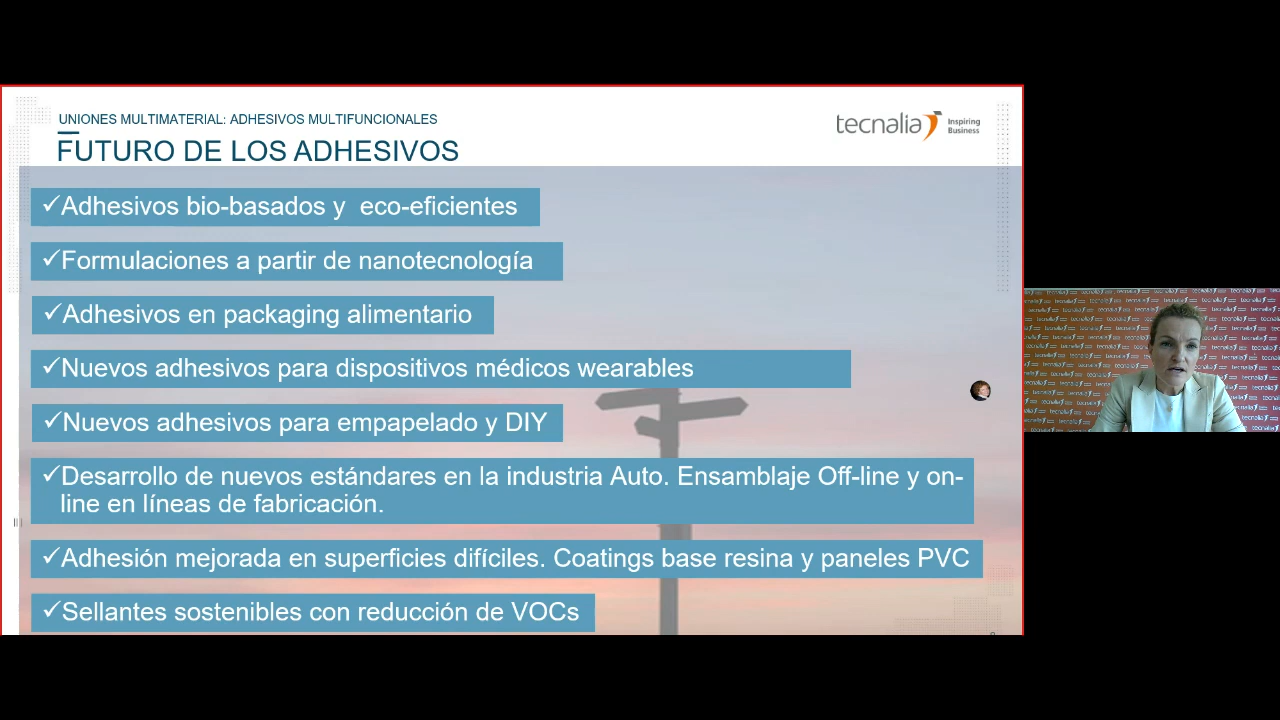 UNIONES MULTIMATERIAL: ADHESIVOS MULTIFUNCIONALES
FUTURO DE LOS ADHESIVOS
tecnalia Inspiring
Business
✓Adhesivos bio-basados y eco-eficientes
✓Formulaciones a partir de nanotecnología
✓Adhesivos en packaging alimentario
✓Nuevos adhesivos para dispositivos médicos wearables
✓Nuevos adhesivos para empapelado y DIY
✓Desarrollo de nuevos estándares en la industria Auto. Ensamblaje Off-line y on-
line en líneas de fabricación.
✓Adhesión mejorada en superficies difíciles. Coatings base resina y paneles PVC
✓Sellantes sostenibles con reducción de VOCs